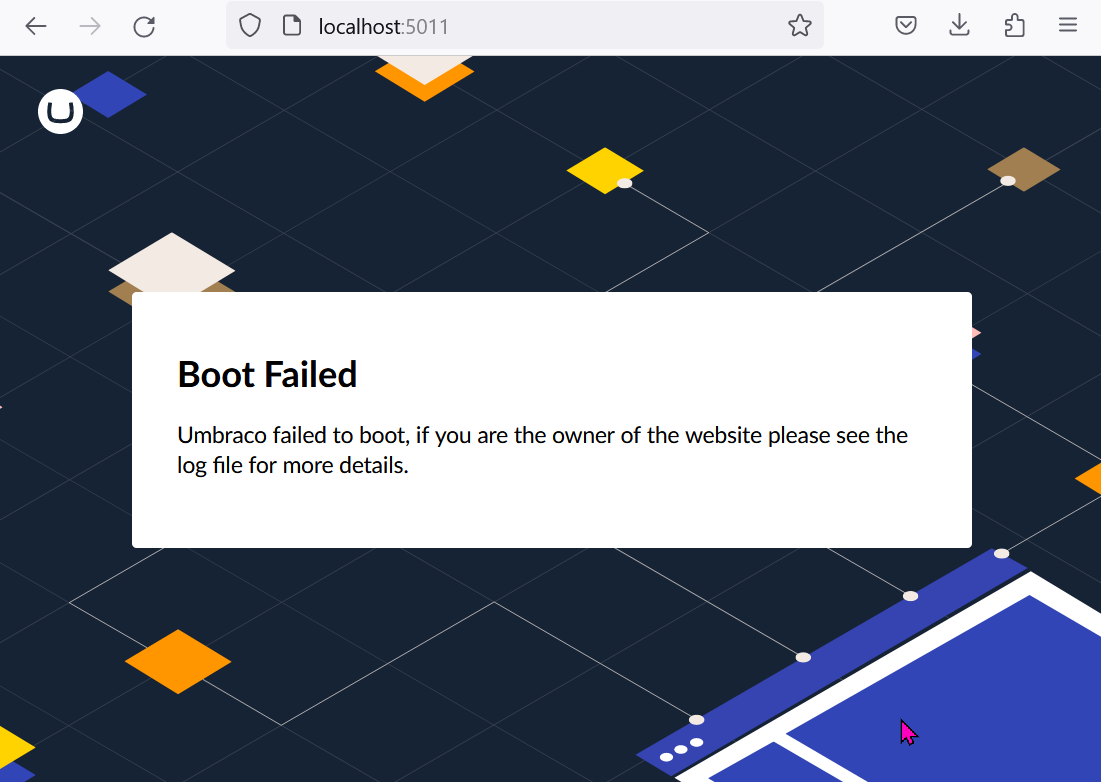 localhost:5011
Boot Failed
Umbraco failed to boot, if you are the owner of the website please see the
log file for more details.